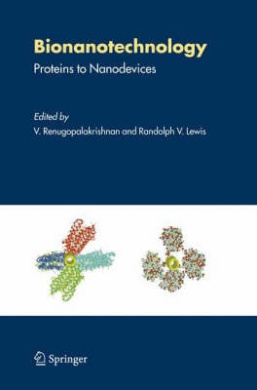 Bionanotechnology
Proteins to Nanodevices
Edited by
V. Renugopalakrishnan and Randolph V. Lewis
Springer